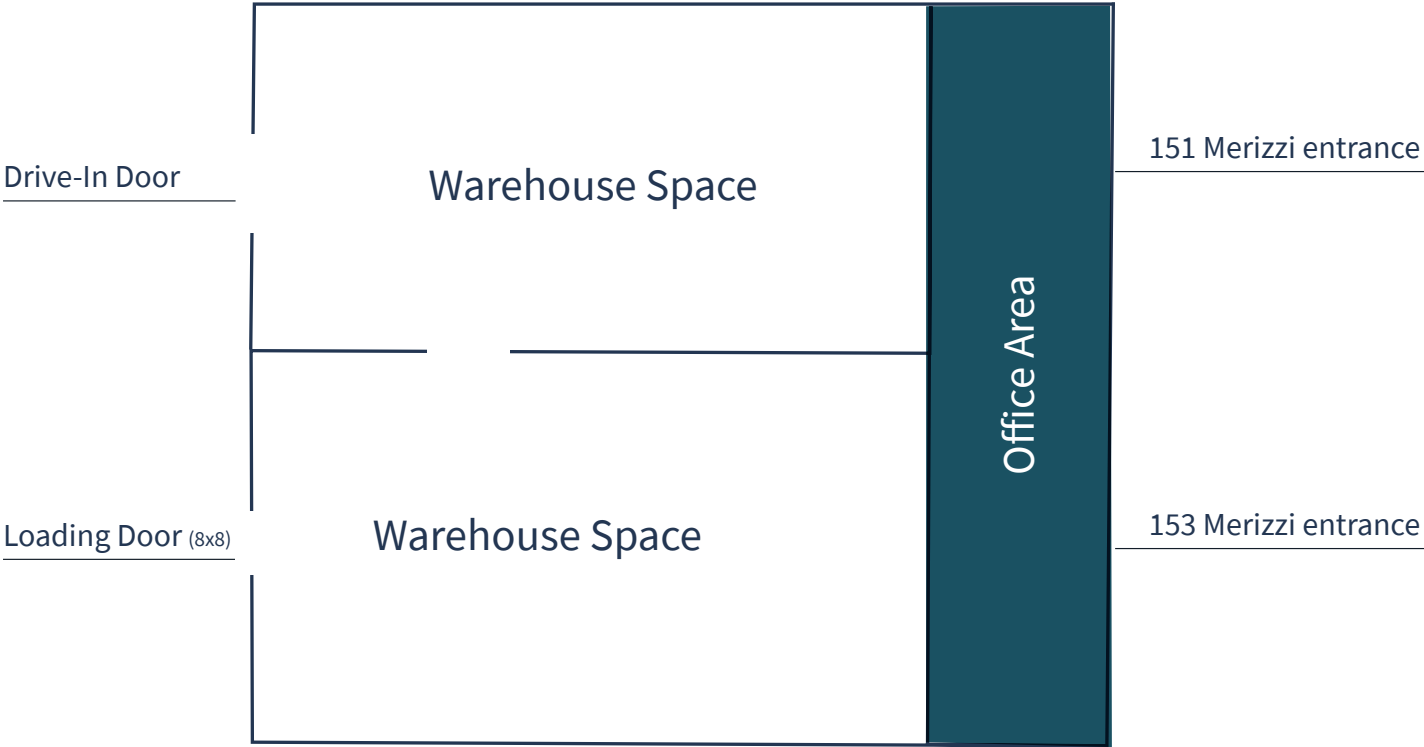 151 Merizzi entrance
Drive-In Door
Warehouse Space
Office Area
153 Merizzi entrance
Loading Door (8x8)
Warehouse Space